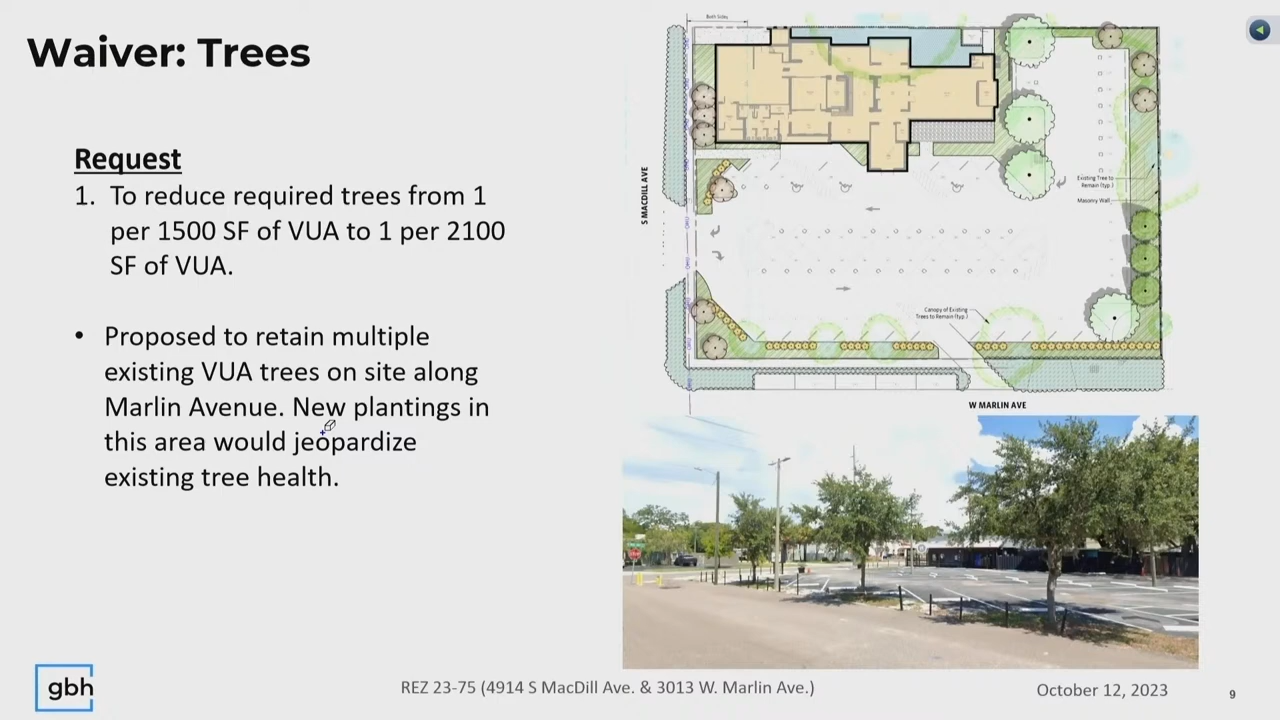 Waiver: Trees
Request
1. To reduce required trees from 1
per 1500 SF of VUA to 1 per 2100
SF of VUA.
• Proposed to retain multiple
existing VUA trees on site along
Marlin Avenue. New plantings in
this area would jeopardize
existing tree health.
Both Sides
S MACDILL AVE
Existing Tree to
Remain (typ.)
Masonry Wall
Canopy of Existing
Trees to Remain (typ.)
W MARLIN AVE
gbh
REZ 23-75 (4914 S MacDill Ave. & 3013 W. Marlin Ave.)
October 12, 2023
9